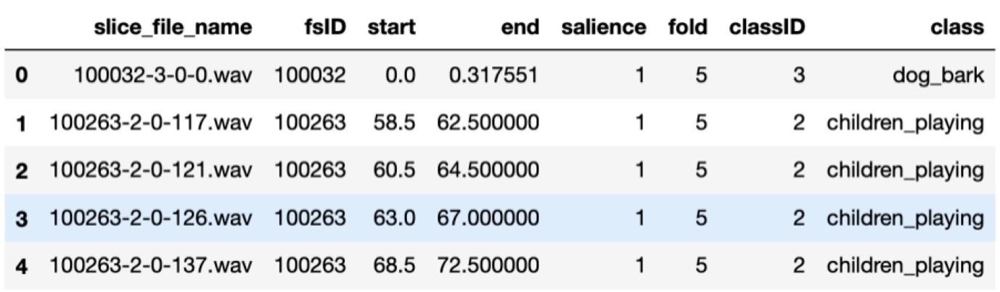 slice_file_name fsID start end salience fold classID class
0 100032-3-0-0.wav 100032 0.0 0.317551 1 5 3 dog_bark
1 100263-2-0-117.wav 100263 58.5 62.500000 1 5 2 children_playing
2 100263-2-0-121.wav 100263 60.5 64.500000 1 5 2 children_playing
3 100263-2-0-126.wav 100263 63.0 67.000000 1 5 2 children_playing
4 100263-2-0-137.wav 100263 68.5 72.500000 1 5 2 children_playing